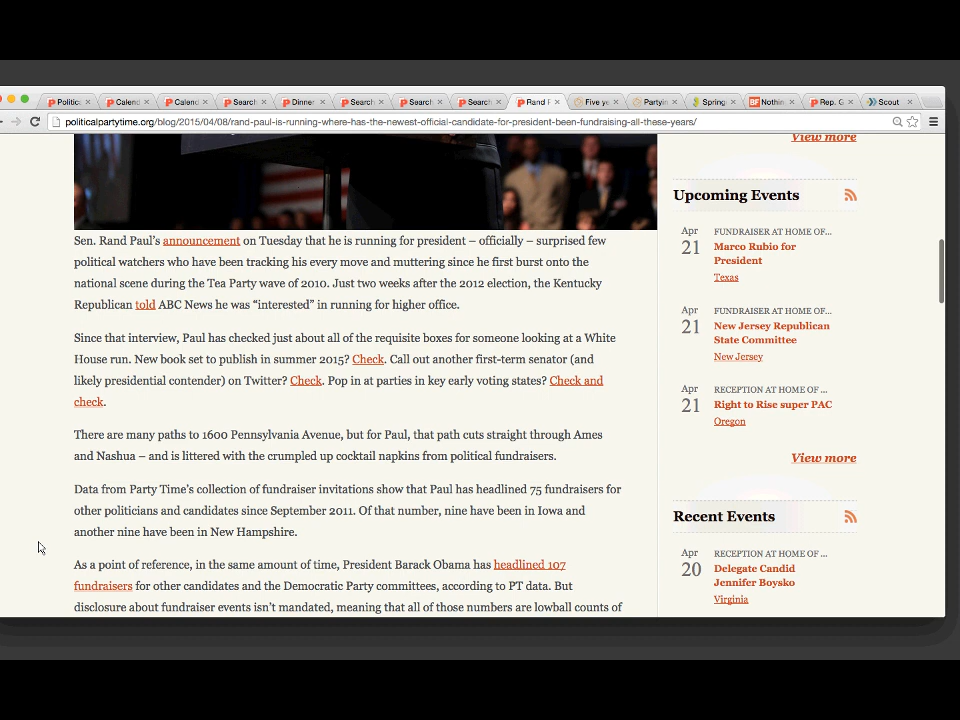 Politic
Calend
Calend
Search
Dinner
Search
Search
Search
Rand P
Five ye
Partyin
Spring
Nothin
Rep. G
Scout
politicalpartytime.org/blog/2015/04/08/rand-paul-is-running-where-has-the-newest-official-candidate-for-president-been-fundraising-all-these-years/
Sen. Rand Paul's announcement on Tuesday that he is running for president – officially – surprised few
political watchers who have been tracking his every move and muttering since he first burst onto the
national scene during the Tea Party wave of 2010. Just two weeks after the 2012 election, the Kentucky
Republican told ABC News he was “interested” in running for higher office.
Since that interview, Paul has checked just about all of the requisite boxes for someone looking at a White
House run. New book set to publish in summer 2015? Check. Call out another first-term senator (and
likely presidential contender) on Twitter? Check. Pop in at parties in key early voting states? Check and
check.
There are many paths to 1600 Pennsylvania Avenue, but for Paul, that path cuts straight through Ames
and Nashua – and is littered with the crumpled up cocktail napkins from political fundraisers.
Data from Party Time's collection of fundraiser invitations show that Paul has headlined 75 fundraisers for
other politicians and candidates since September 2011. Of that number, nine have been in Iowa and
another nine have been in New Hampshire.
As a point of reference, in the same amount of time, President Barack Obama has headlined 107
fundraisers for other candidates and the Democratic Party committees, according to PT data. But
disclosure about fundraiser events isn't mandated, meaning that all of those numbers are lowball counts of
View more
Upcoming Events
Apr
21
FUNDRAISER AT HOME OF...
Marco Rubio for
President
Texas
Apr
21
FUNDRAISER AT HOME OF...
New Jersey Republican
State Committee
New Jersey
Apr
21
RECEPTION AT HOME OF ...
Right to Rise super PAC
Oregon
View more
Recent Events
Apr
20
RECEPTION AT HOME OF ...
Delegate Candid
Jennifer Boysko
Virginia